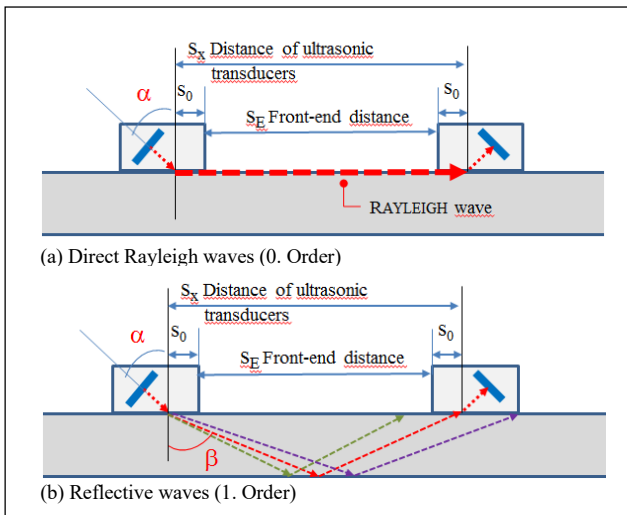 Sx Distance of ultrasonic
transducers
α
s0
s0
SE Front-end distance
RAYLEIGH wave
(a) Direct Rayleigh waves (0. Order)
Sx Distance of ultrasonic
transducers
α
s0
s0
SE Front-end distance
β
(b) Reflective waves (1. Order)